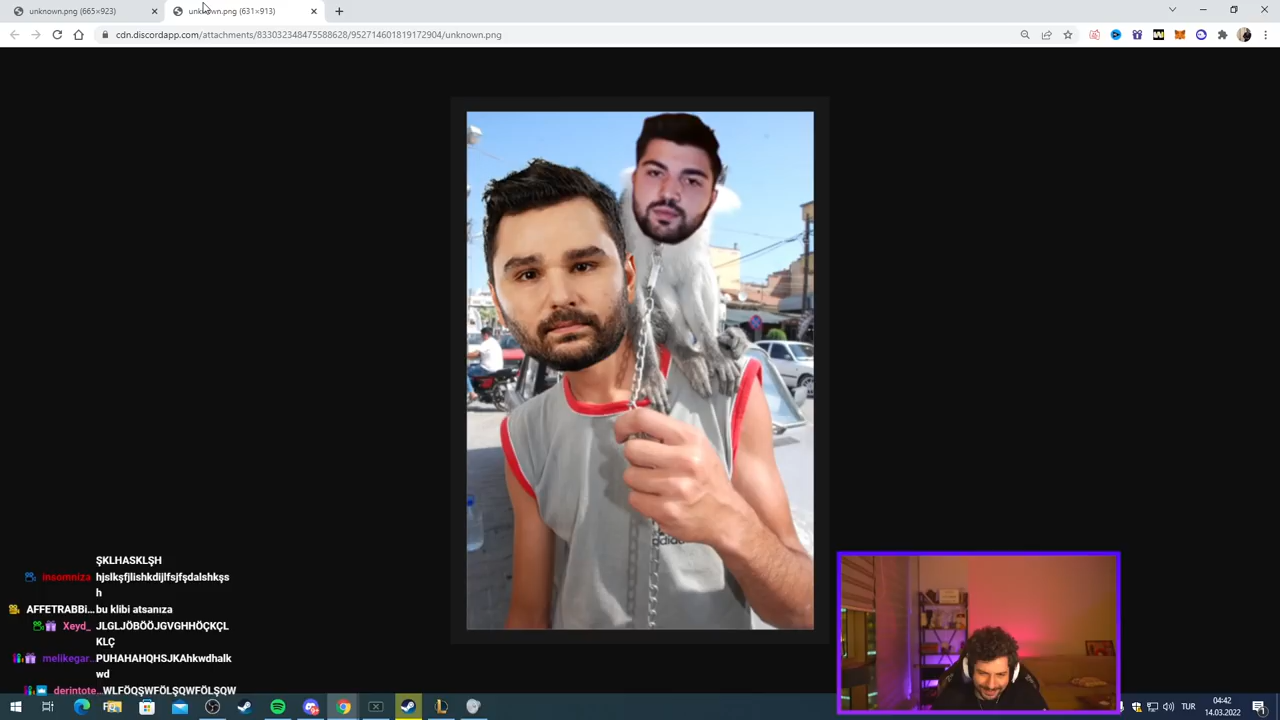 unknown.png (665×923)
unknown.png (631×913)
cdn.discordapp.com/attachments/833032348475588628/952714601819172904/unknown.png
adidas
ŞKLHASKLŞH
insomniza hjslkşfjlishkdijlfsjfşdalshkşs
h
AFFETRABBi... bu klibi atsanıza
Xeyd_ JLGLJÖBÖÖJGVGHHÖÇKÇL
KLÇ
melikegar... PUHAHAHQHSJKAhkwdhalk
wd
derintote... WLFÖQŞWFÖLŞQWFÖLŞQW
TUR
04:42
14.03.2022